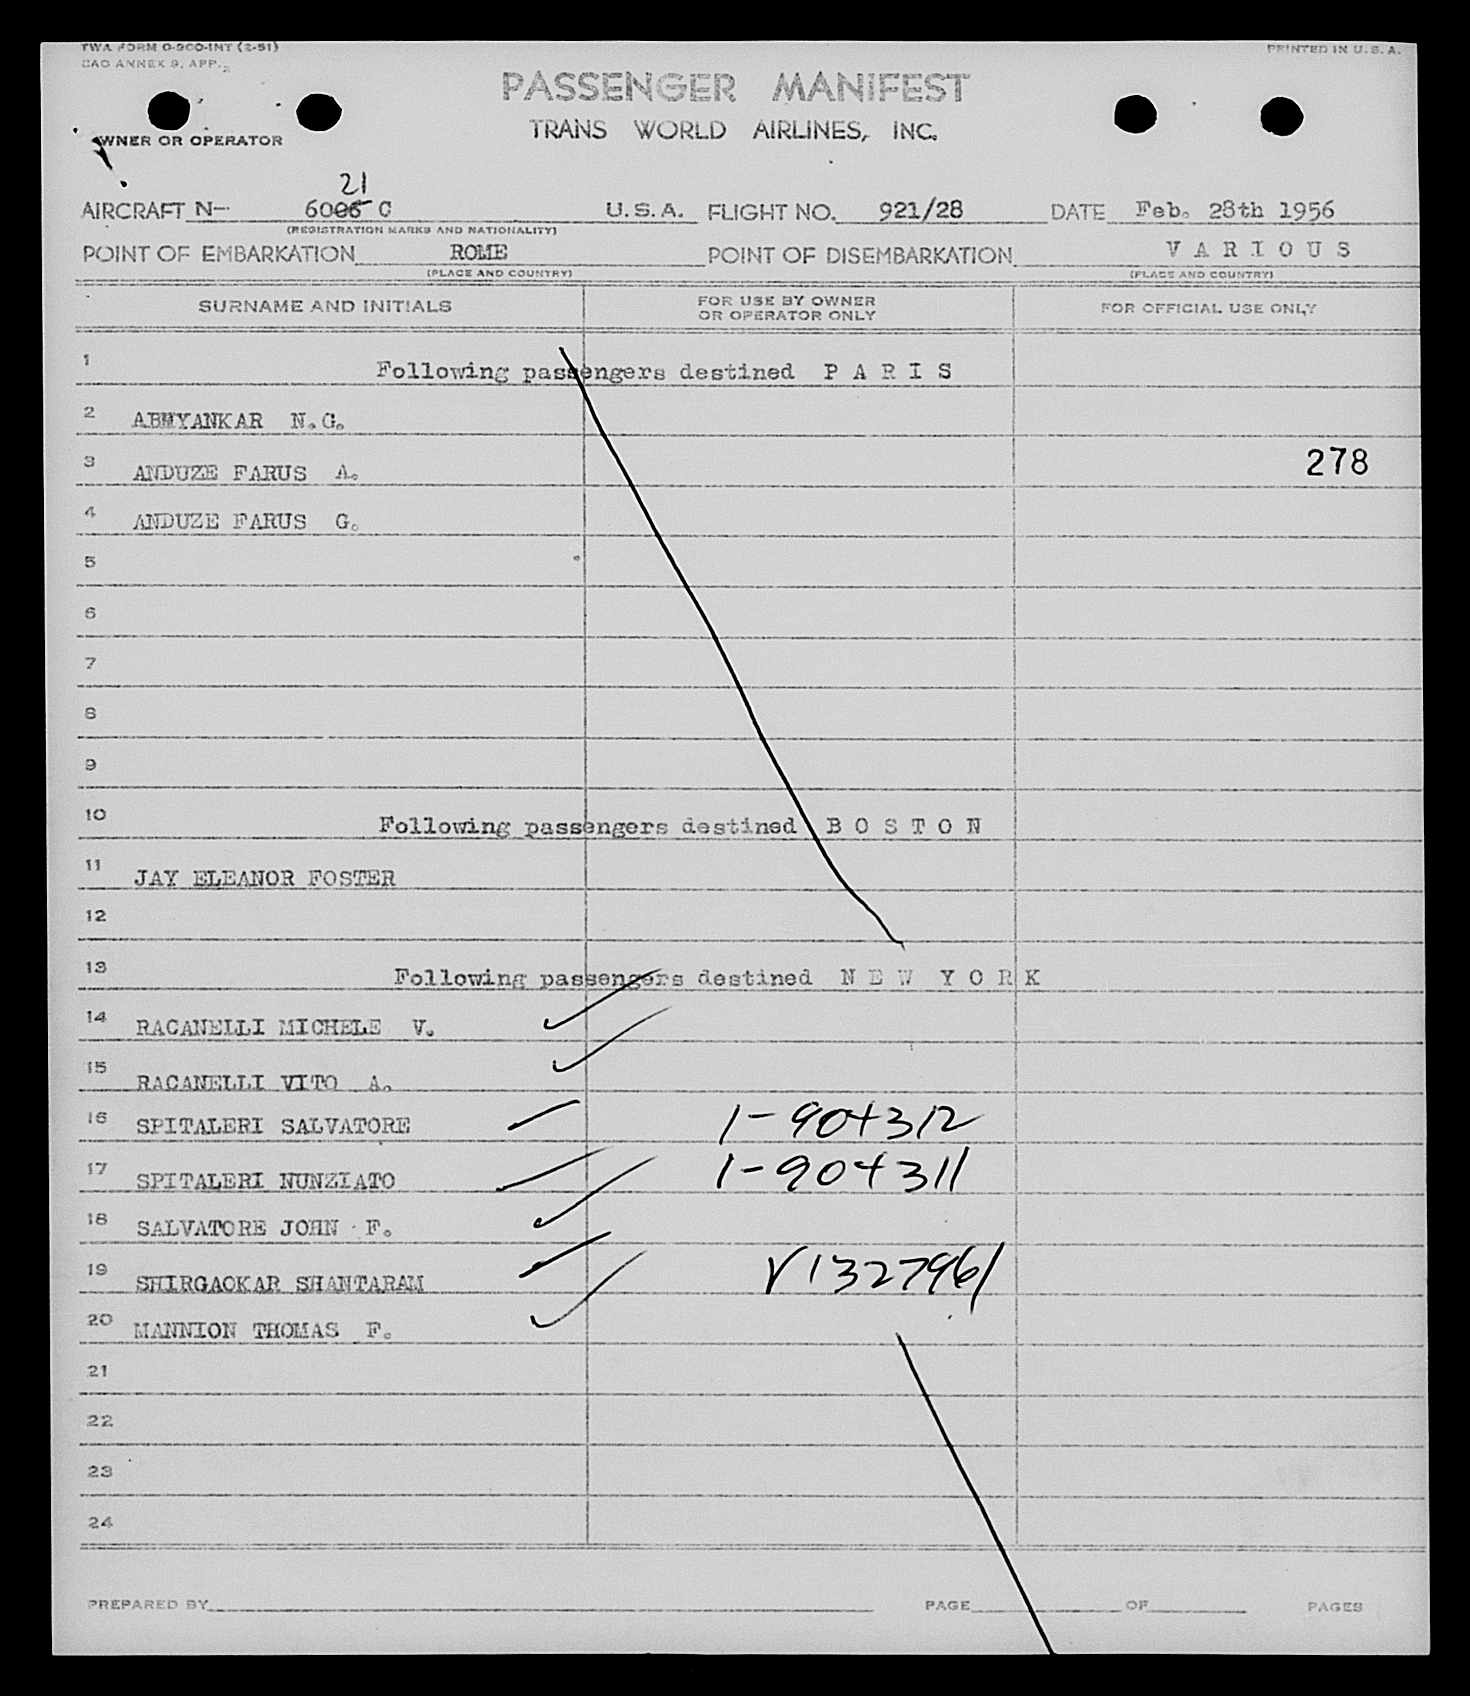 TWA FORM O-900-INT (2-51)
PRINTED IN U.S.A.
CAO ANNEX 9, APP. 2
PASSENGER MANIFEST
TRANS WORLD AIRLINES, INC.
OWNER OR OPERATOR
21
AIRCRAFT N— 6006 C U.S.A. FLIGHT NO. 921/28 DATE Feb. 28th 1956
(REGISTRATION MARKS AND NATIONALITY)
POINT OF EMBARKATION ROME POINT OF DISEMBARKATION V A R I O U S
(PLACE AND COUNTRY) (PLACE AND COUNTRY)
SURNAME AND INITIALS FOR USE BY OWNER OR OPERATOR ONLY FOR OFFICIAL USE ONLY
1 Following passengers destined P A R I S
2 ABHYANKAR N.G.
3 ANDUZE FARUS A. 278
4 ANDUZE FARUS G.
5
6
7
8
9
10 Following passengers destined B O S T O N
11 JAY ELEANOR FOSTER
12
13 Following passengers destined N E W Y O R K
14 RACANELLI MICHELE V.
15 RACANELLI VITO A.
16 SPITALERI SALVATORE 1-904312
17 SPITALERI NUNZIATO 1-904311
18 SALVATORE JOHN F.
19 SHIRGAOKAR SHANTARAM V1327961
20 MANNION THOMAS F.
21
22
23
24
PREPARED BY PAGE OF PAGES